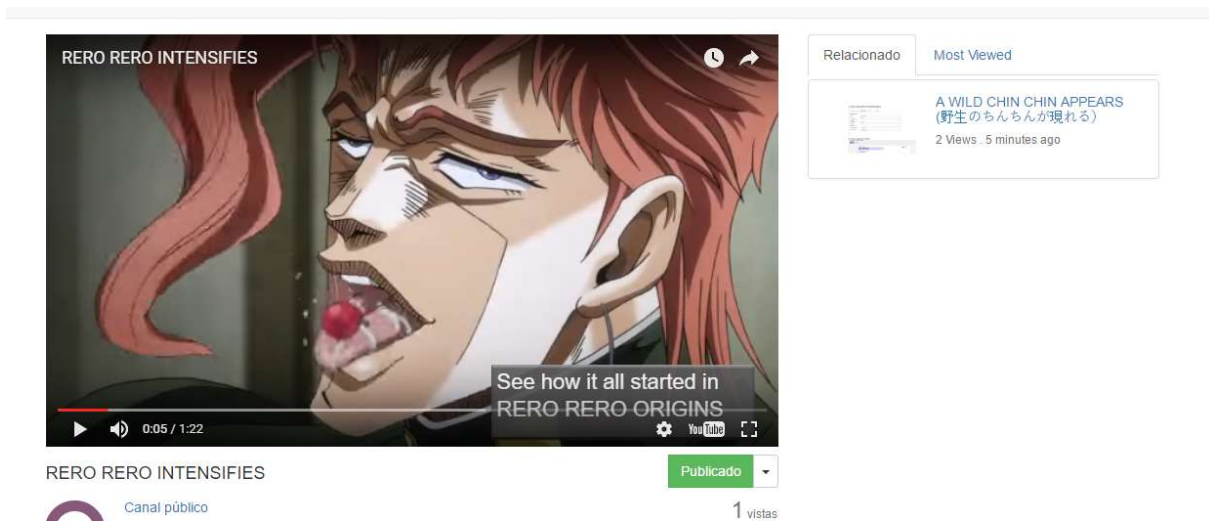 RERO RERO INTENSIFIES
See how it all started in
RERO RERO ORIGINS
0:05 / 1:22
YouTube
RERO RERO INTENSIFIES
Publicado
Canal público
1 vistas
Relacionado
Most Viewed
A WILD CHIN CHIN APPEARS
(野生のちんちんが現れる)
2 Views . 5 minutes ago